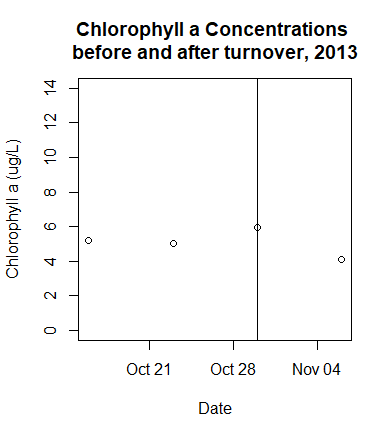 Chlorophyll a Concentrations
before and after turnover, 2013
Chlorophyll a (ug/L)
14
12
10
8
6
4
2
0
Oct 21 Oct 28 Nov 04
Date